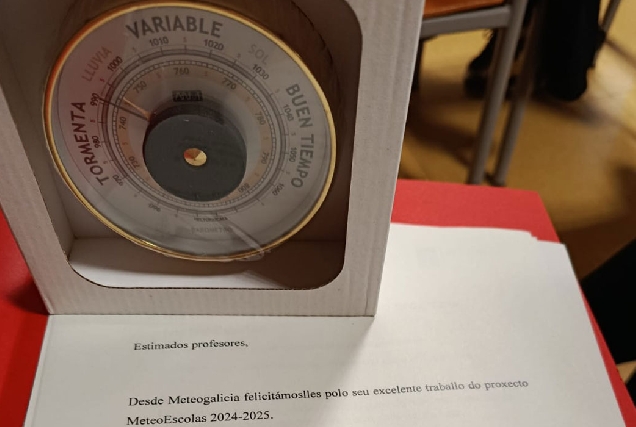 VARIABLE
LLUVIA
SOL
TORMENTA
BUEN TIEMPO
1000
1010
1020
1030
Estimados profesores,
Desde Meteogalicia felicitámoslles polo seu excelente traballo do proxecto
MeteoEscolas 2024-2025.